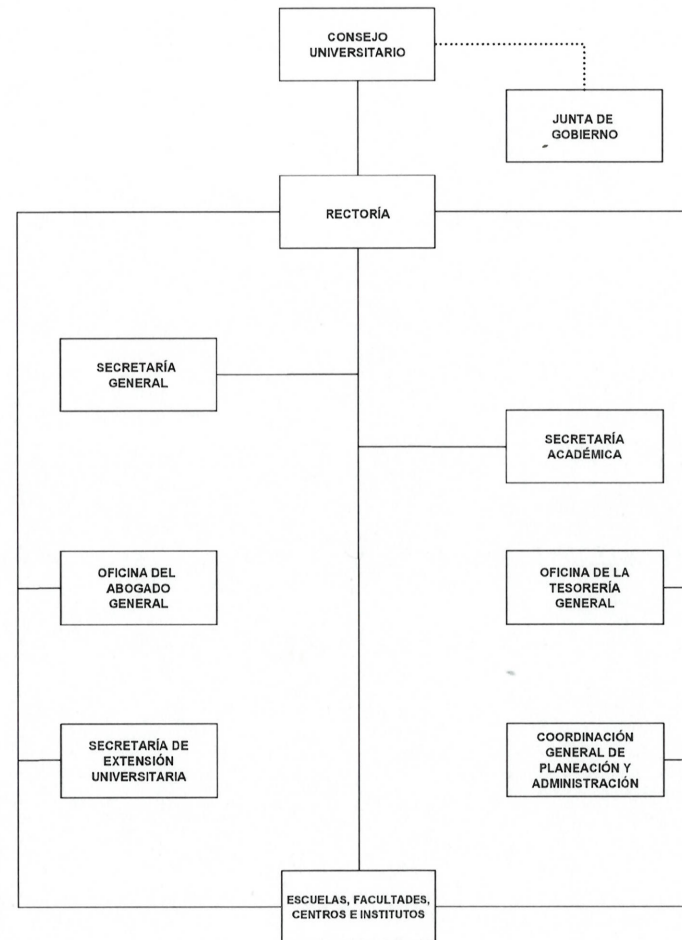 CONSEJO
UNIVERSITARIO
JUNTA DE
GOBIERNO
RECTORÍA
SECRETARÍA
GENERAL
SECRETARÍA
ACADÉMICA
OFICINA DEL
ABOGADO
GENERAL
OFICINA DE LA
TESORERÍA
GENERAL
SECRETARÍA DE
EXTENSIÓN
UNIVERSITARIA
COORDINACIÓN
GENERAL DE
PLANEACIÓN Y
ADMINISTRACIÓN
ESCUELAS, FACULTADES,
CENTROS E INSTITUTOS